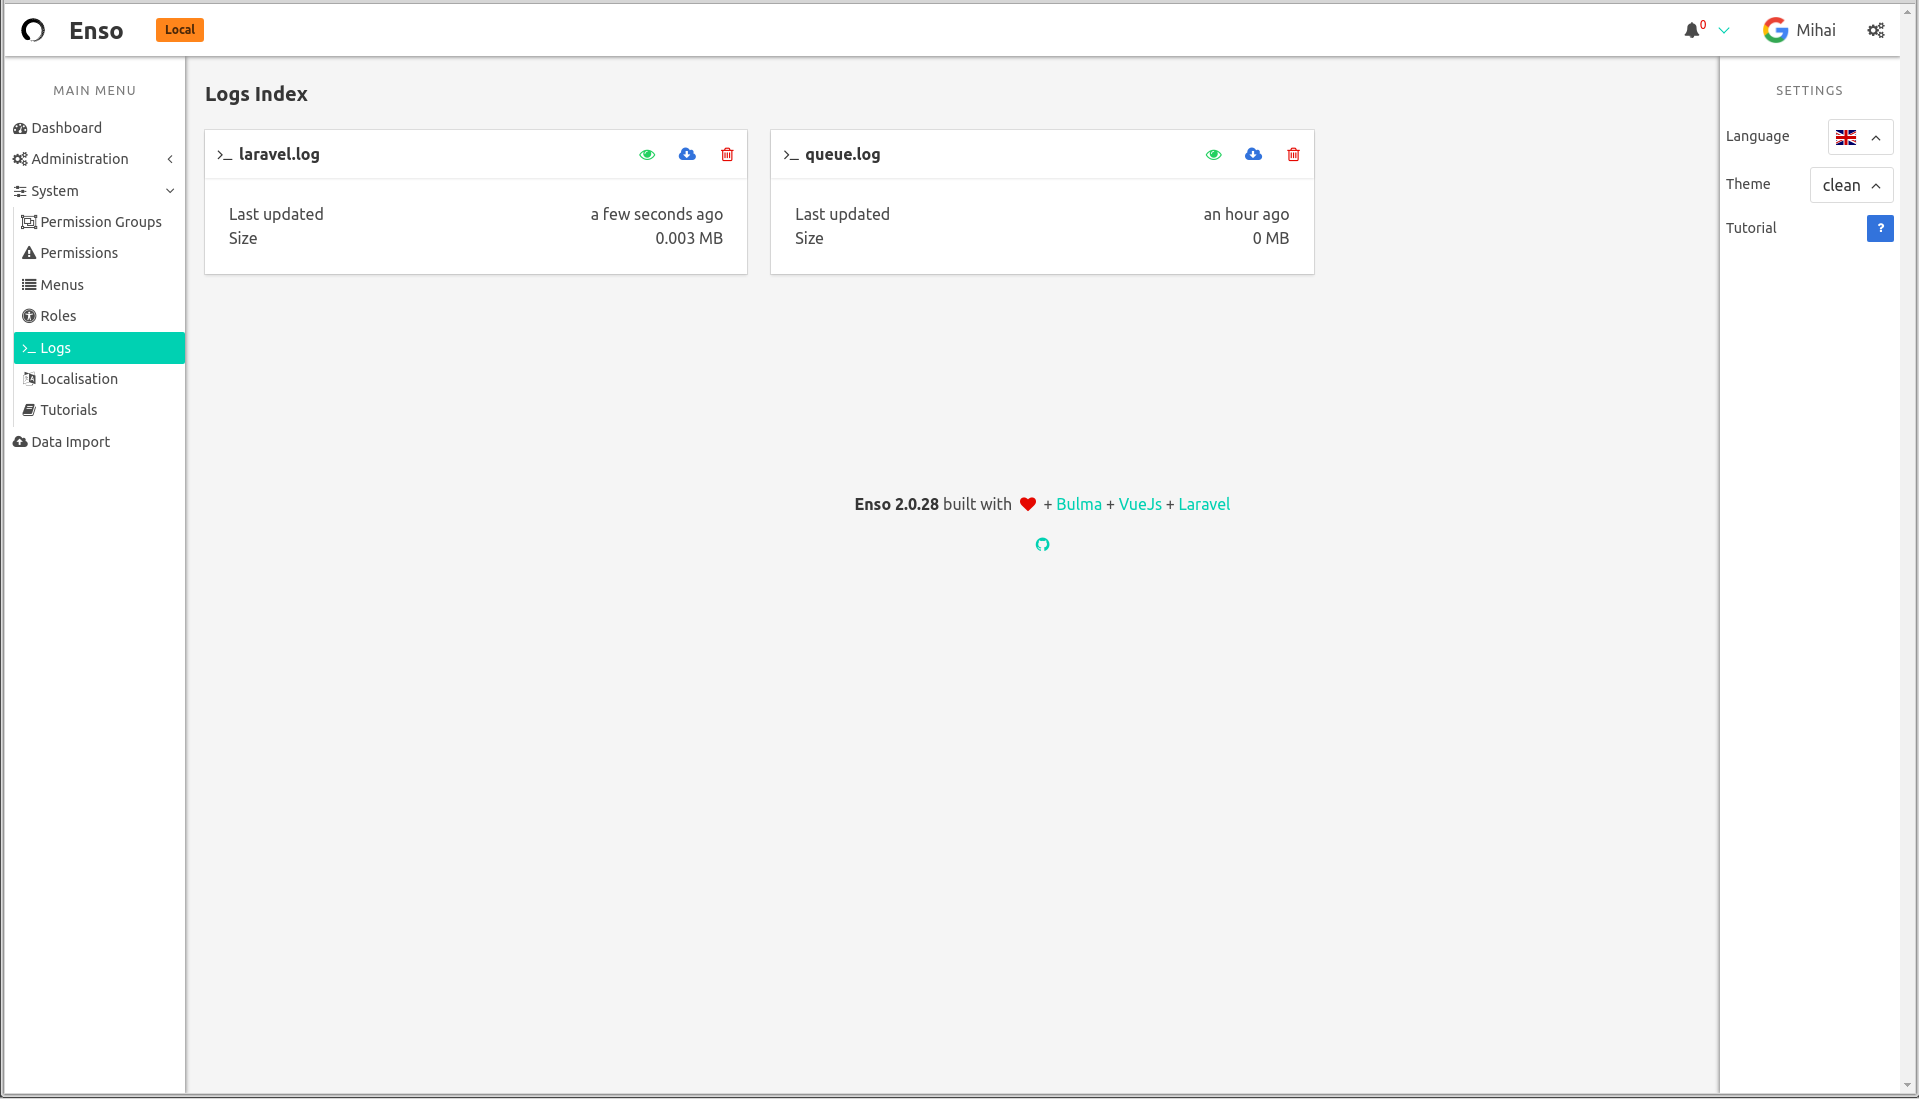 Enso
Local
0
Mihai
MAIN MENU
Dashboard
Administration
System
Permission Groups
Permissions
Menus
Roles
Logs
Localisation
Tutorials
Data Import
Logs Index
>_ laravel.log
Last updated a few seconds ago
Size 0.003 MB
>_ queue.log
Last updated an hour ago
Size 0 MB
Enso 2.0.28 built with + Bulma + VueJs + Laravel
SETTINGS
Language
Theme clean
Tutorial ?